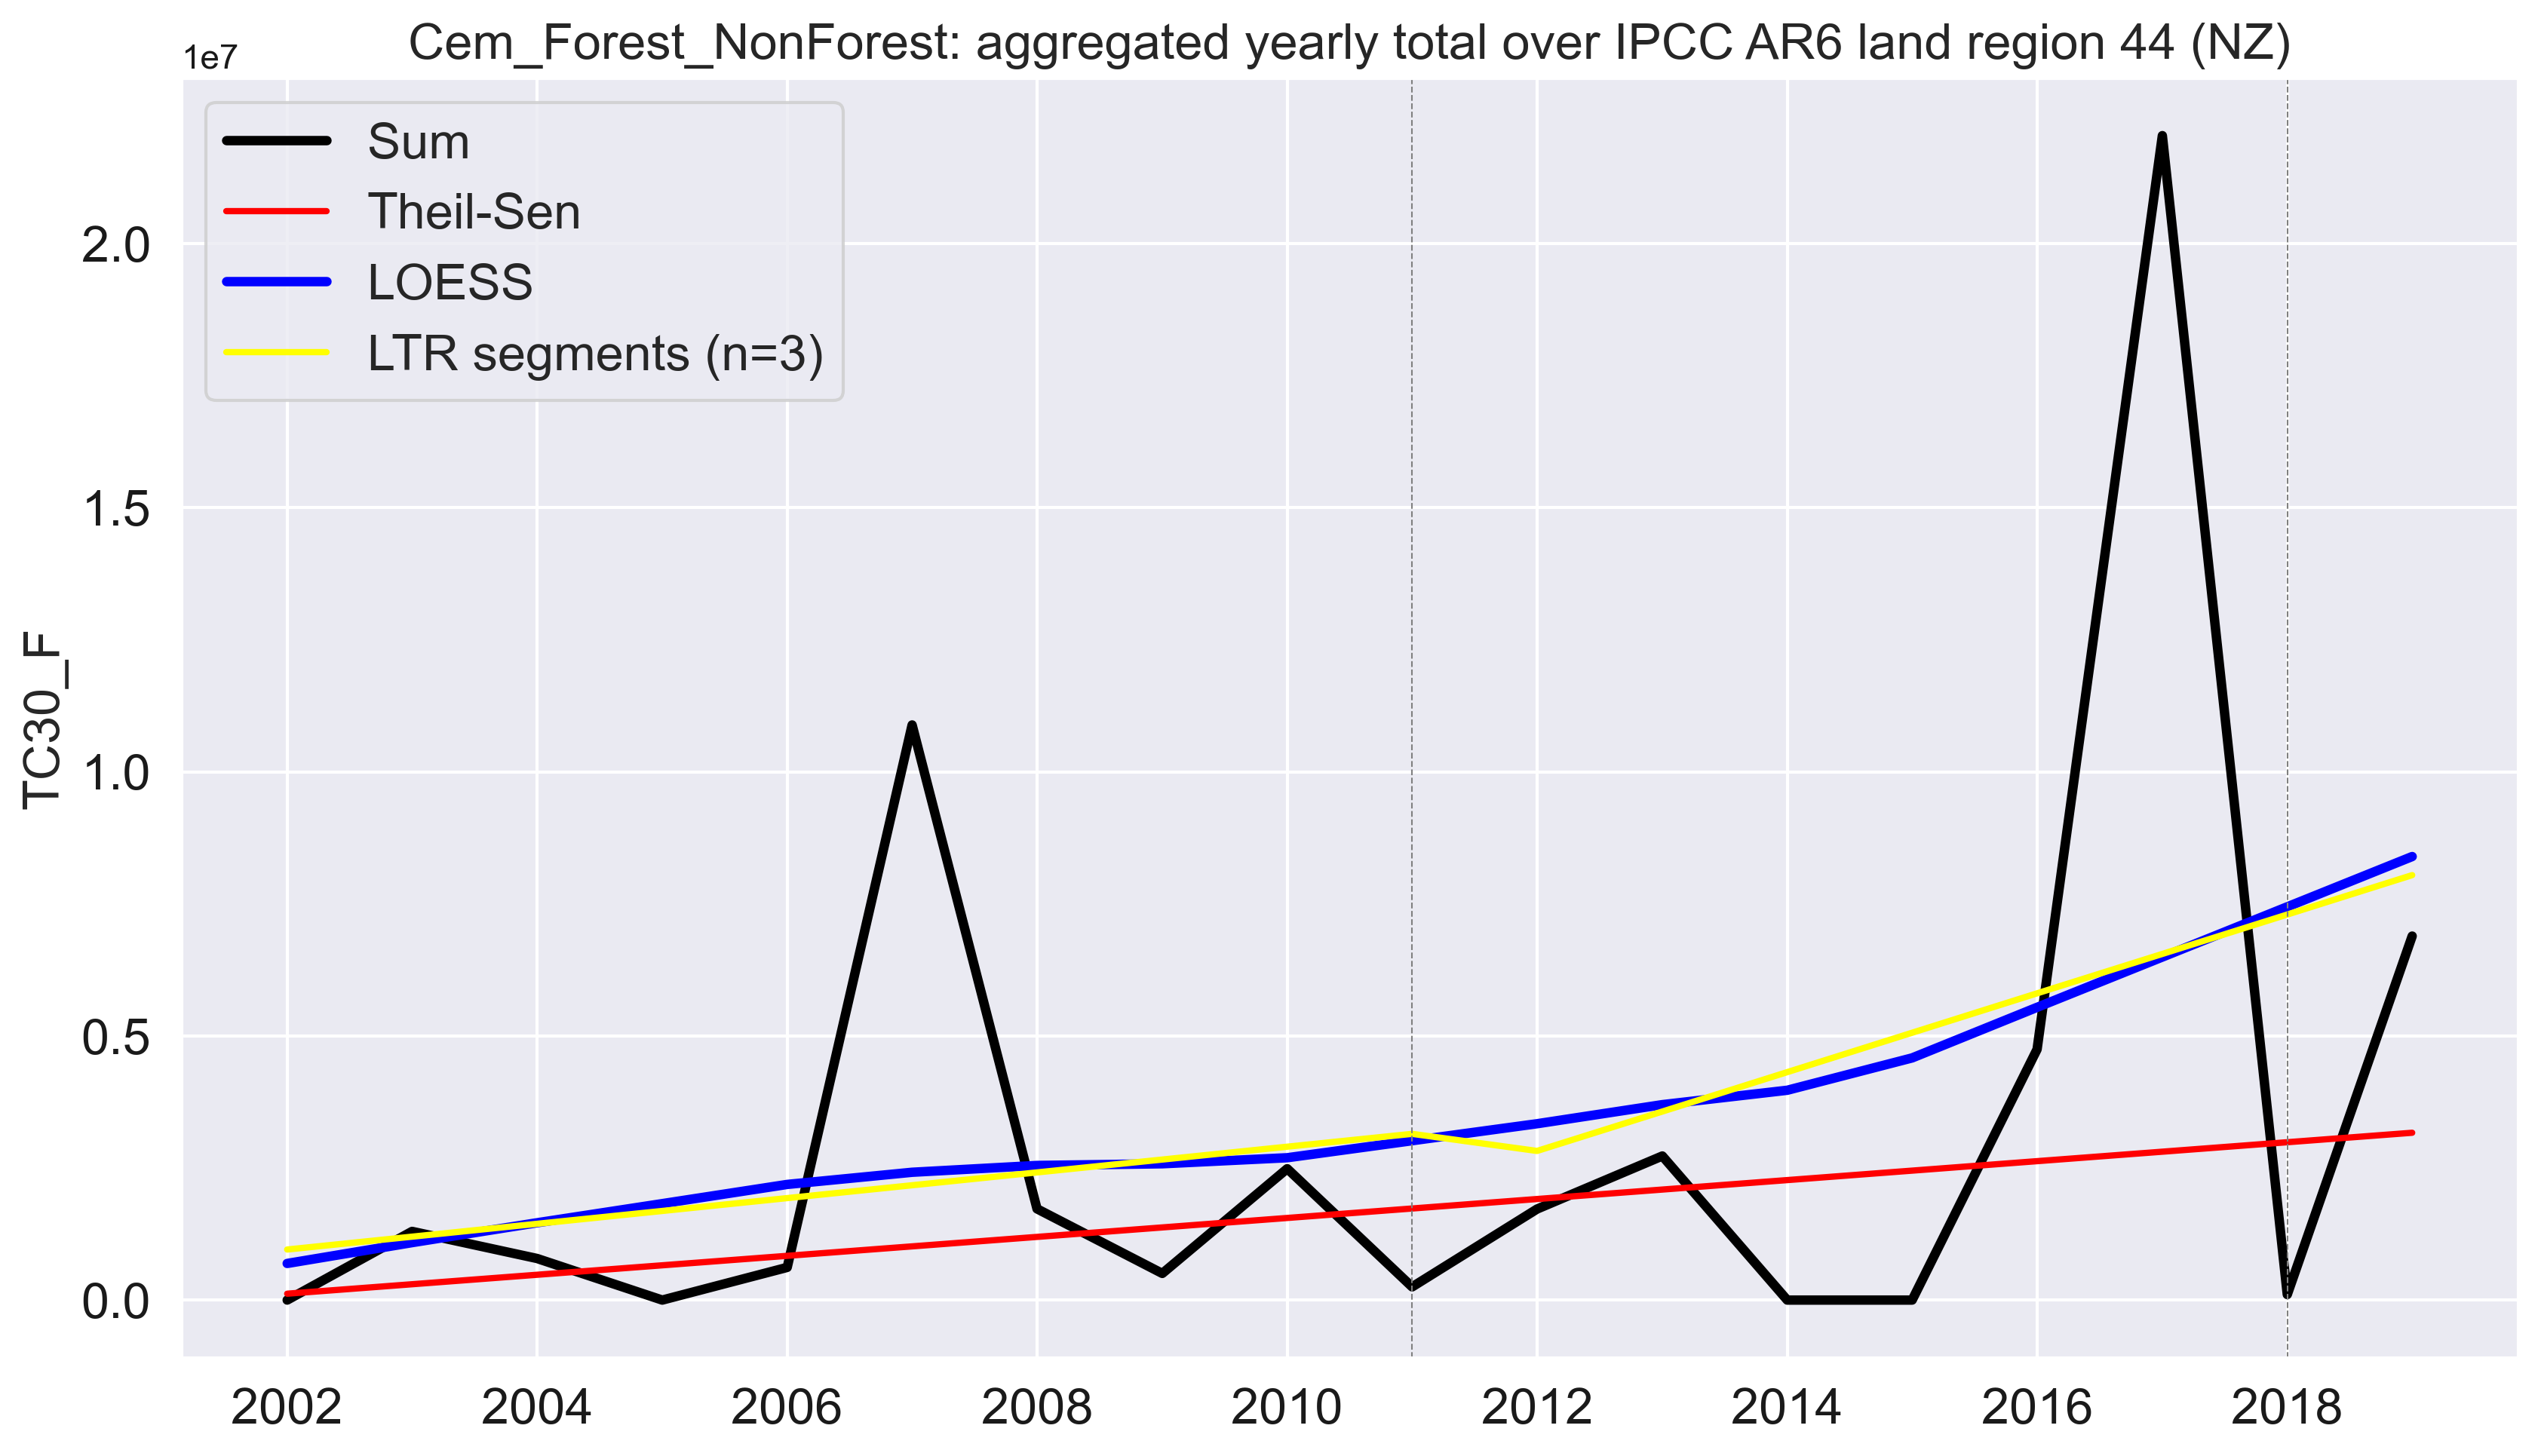 Cem_Forest_NonForest: aggregated yearly total over IPCC AR6 land region 44 (NZ)
1e7
Sum
Theil-Sen
LOESS
LTR segments (n=3)
2.0
1.5
1.0
0.5
0.0
TC30_F
2002 2004 2006 2008 2010 2012 2014 2016 2018